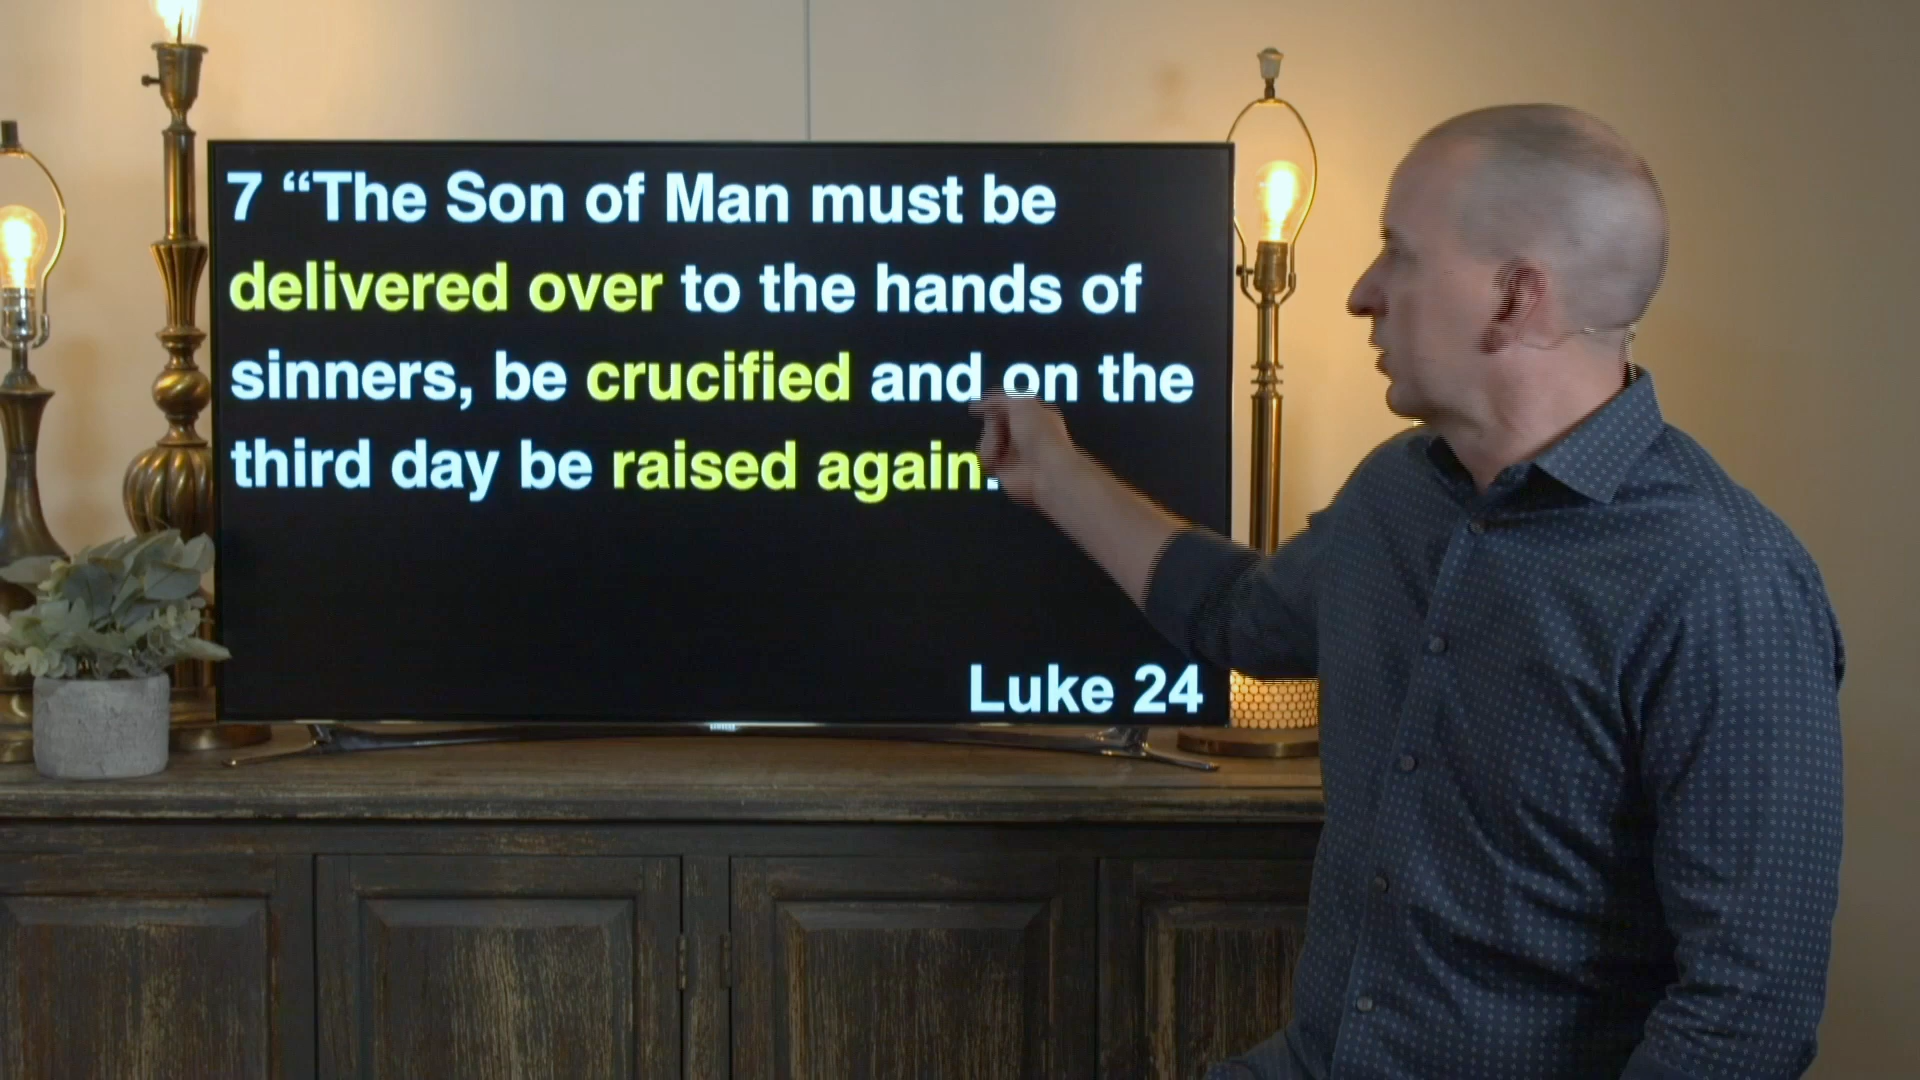 7 “The Son of Man must be
delivered over to the hands of
sinners, be crucified and on the
third day be raised again.
Luke 24